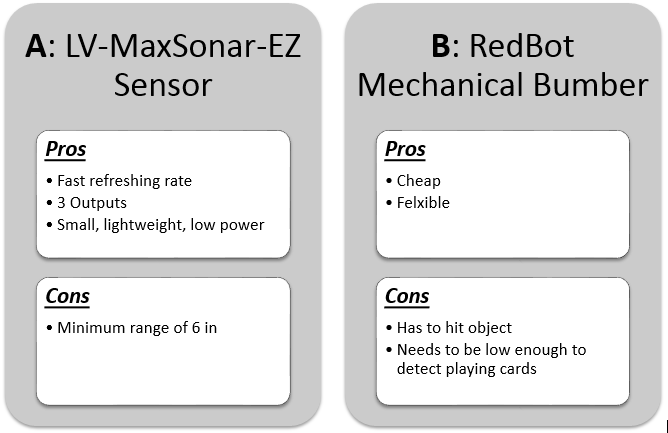 A: LV-MaxSonar-EZ
Sensor
Pros
• Fast refreshing rate
• 3 Outputs
• Small, lightweight, low power
Cons
• Minimum range of 6 in
B: RedBot
Mechanical Bumber
Pros
• Cheap
• Felxible
Cons
• Has to hit object
• Needs to be low enough to
detect playing cards